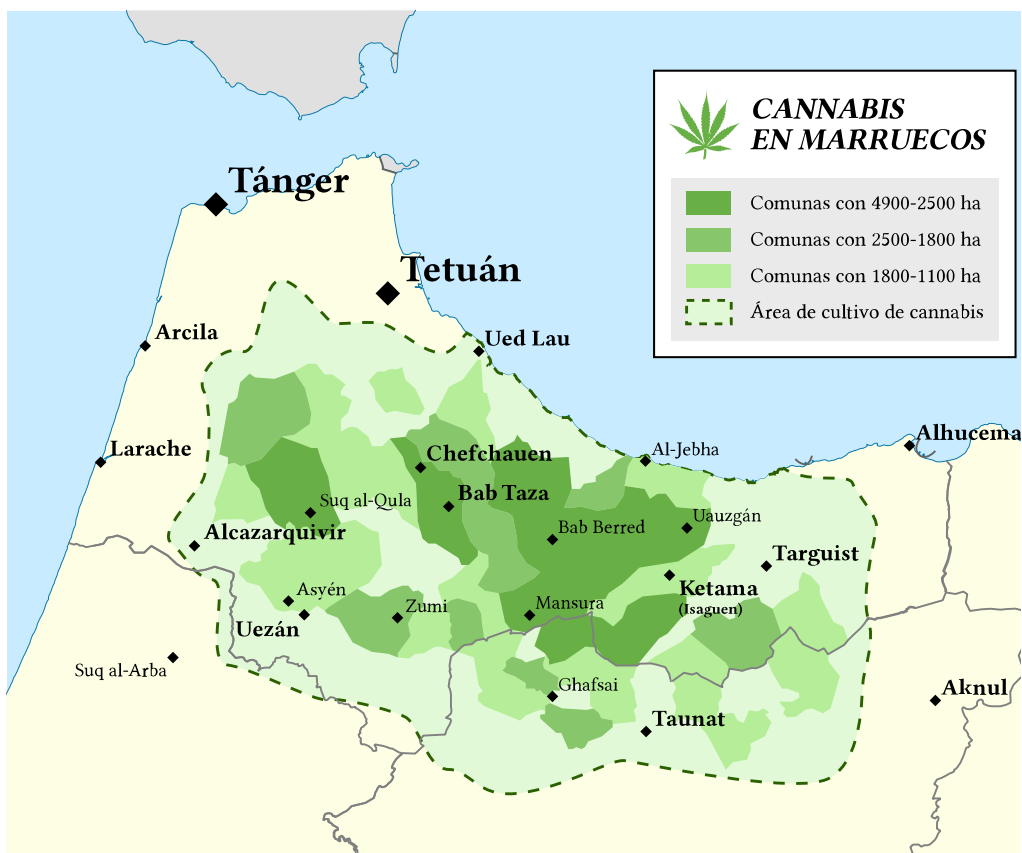 CANNABIS
EN MARRUECOS
Comunas con 4900-2500 ha
Comunas con 2500-1800 ha
Comunas con 1800-1100 ha
Área de cultivo de cannabis
Tánger
Tetuán
Arcila
Ued Lau
Larache
Alhucema
Chefchauen
Al-Jebha
Bab Taza
Suq al-Qula
Uauzgán
Bab Berred
Alcazarquivir
Targuist
Asyén
Ketama
(Isaguen)
Zumi
Mansura
Uezán
Suq al-Arba
Ghafsai
Aknul
Taunat